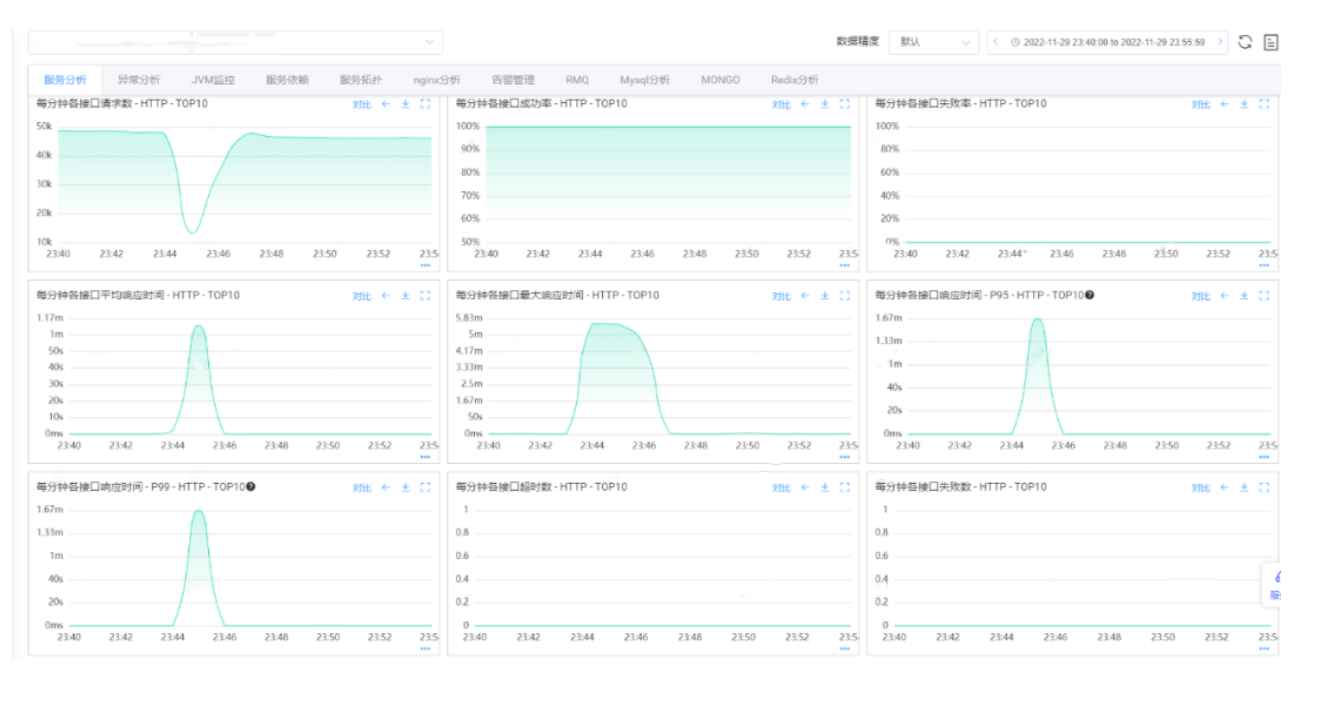 数据精度 默认 2022-11-29 23:40:00 to 2022-11-29 23:55:59
服务分析 异常分析 JVM监控 服务依赖 服务拓扑 nginx分析 告警管理 RMQ Mysql分析 MONGO Redis分析
每分钟各接口请求数 - HTTP - TOP10 对比
50k
40k
30k
20k
10k
23:40 23:42 23:44 23:46 23:48 23:50 23:52 23:5
每分钟各接口成功率 - HTTP - TOP10 对比
100%
90%
80%
70%
60%
50%
23:40 23:42 23:44 23:46 23:48 23:50 23:52 23:5
每分钟各接口失败率 - HTTP - TOP10 对比
100%
80%
60%
40%
20%
0%
23:40 23:42 23:44 23:46 23:48 23:50 23:52 23:5
每分钟各接口平均响应时间 - HTTP - TOP10 对比
1.17m
1m
50s
40s
30s
20s
10s
0ms
23:40 23:42 23:44 23:46 23:48 23:50 23:52 23:5
每分钟各接口最大响应时间 - HTTP - TOP10 对比
5.83m
5m
4.17m
3.33m
2.5m
1.67m
50s
0ms
23:40 23:42 23:44 23:46 23:48 23:50 23:52 23:5
每分钟各接口响应时间 - P95 - HTTP - TOP10 对比
1.67m
1.33m
1m
40s
20s
0ms
23:40 23:42 23:44 23:46 23:48 23:50 23:52 23:5
每分钟各接口响应时间 - P99 - HTTP - TOP10 对比
1.67m
1.33m
1m
40s
20s
0ms
23:40 23:42 23:44 23:46 23:48 23:50 23:52 23:5
每分钟各接口超时数 - HTTP - TOP10 对比
1
0.8
0.6
0.4
0.2
0
23:40 23:42 23:44 23:46 23:48 23:50 23:52 23:5
每分钟各接口失败数 - HTTP - TOP10 对比
1
0.8
0.6
0.4
0.2
0
23:40 23:42 23:44 23:46 23:48 23:50 23:52 23:5